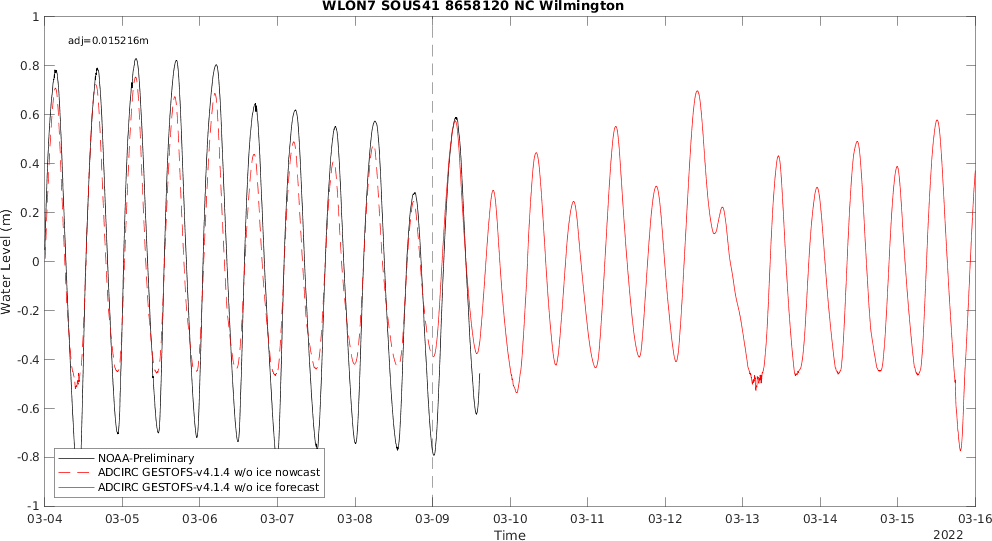 WLON7 SOUS41 8658120 NC Wilmington
adj=0.015216m
1
0.8
0.6
0.4
0.2
0
-0.2
-0.4
-0.6
-0.8
-1
Water Level (m)
NOAA-Preliminary
ADCIRC GESTOFS-v4.1.4 w/o ice nowcast
ADCIRC GESTOFS-v4.1.4 w/o ice forecast
03-04 03-05 03-06 03-07 03-08 03-09 03-10 03-11 03-12 03-13 03-14 03-15 03-16
Time
2022